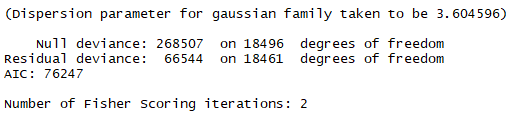 (Dispersion parameter for gaussian family taken to be 3.604596)
Null deviance: 268507 on 18496 degrees of freedom
Residual deviance: 66544 on 18461 degrees of freedom
AIC: 76247
Number of Fisher Scoring iterations: 2